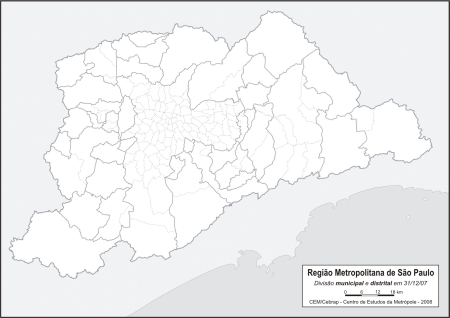 Região Metropolitana de São Paulo
Divisão municipal e distrital em 31/12/07
0 6 12 18 km
CEM/Cebrap - Centro de Estudos da Metrópole - 2008